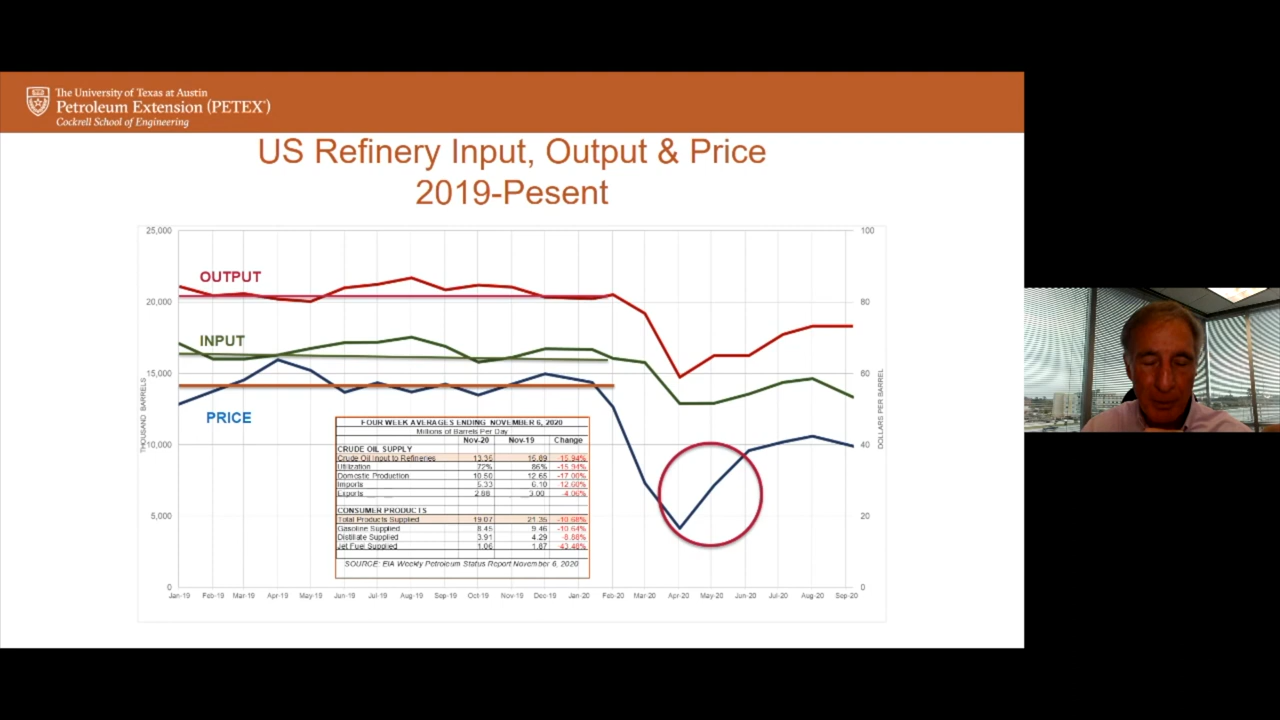 The University of Texas at Austin
Petroleum Extension (PETEX®)
Cockrell School of Engineering
US Refinery Input, Output & Price
2019-Pesent
25,000
20,000
15,000
10,000
5,000
0
THOUSAND BARRELS
100
80
60
40
20
0
DOLLARS PER BARREL
OUTPUT
INPUT
PRICE
FOUR WEEK AVERAGES ENDING NOVEMBER 6, 2020
Millions of Barrels Per Day
Nov-20 Nov-19 Change
CRUDE OIL SUPPLY
Crude Oil Input to Refineries 13.35 15.89 -15.94%
Utilization 72% 86% -15.94%
Domestic Production 10.50 12.65 -17.00%
Imports 5.33 6.10 -12.60%
Exports 2.88 3.00 -4.00%
CONSUMER PRODUCTS
Total Products Supplied 19.07 21.35 -10.68%
Gasoline Supplied 8.45 9.46 -10.64%
Distillate Supplied 3.91 4.29 -8.88%
Jet Fuel Supplied 1.06 1.87 -43.48%
SOURCE: EIA Weekly Petroleum Status Report November 6, 2020
Jan-19 Feb-19 Mar-19 Apr-19 May-19 Jun-19 Jul-19 Aug-19 Sep-19 Oct-19 Nov-19 Dec-19 Jan-20 Feb-20 Mar-20 Apr-20 May-20 Jun-20 Jul-20 Aug-20 Sep-20